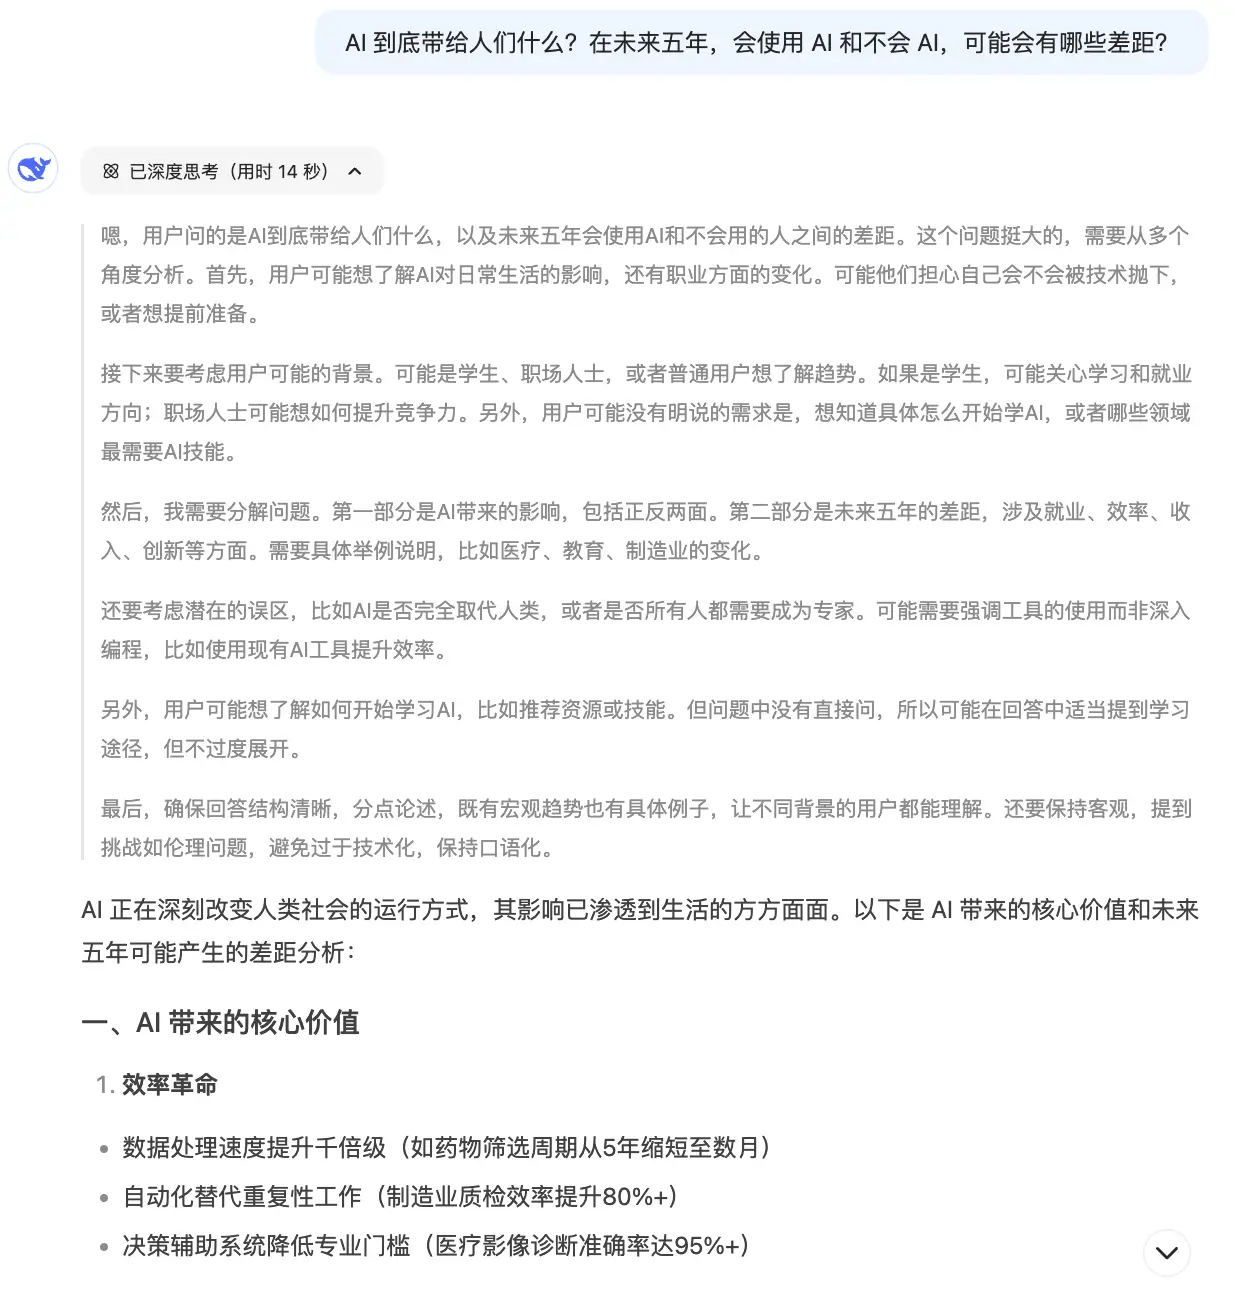 AI 到底带给人们什么？在未来五年，会使用 AI 和不会 AI，可能会有哪些差距？
已深度思考（用时 14 秒）
嗯，用户问的是AI到底带给人们什么，以及未来五年会使用AI和不会用的人之间的差距。这个问题挺大的，需要从多个
角度分析。首先，用户可能想了解AI对日常生活的影响，还有职业方面的变化。可能他们担心自己会不会被技术抛下，
或者想提前准备。
接下来要考虑用户可能的背景。可能是学生、职场人士，或者普通用户想了解趋势。如果是学生，可能关心学习和就业
方向；职场人士可能想如何提升竞争力。另外，用户可能没有明说的需求是，想知道具体怎么开始学AI，或者哪些领域
最需要AI技能。
然后，我需要分解问题。第一部分是AI带来的影响，包括正反两面。第二部分是未来五年的差距，涉及就业、效率、收
入、创新等方面。需要具体举例说明，比如医疗、教育、制造业的变化。
还要考虑潜在的误区，比如AI是否完全取代人类，或者是否所有人都需要成为专家。可能需要强调工具的使用而非深入
编程，比如使用现有AI工具提升效率。
另外，用户可能想了解如何开始学习AI，比如推荐资源或技能。但问题中没有直接问，所以可能在回答中适当提到学习
途径，但不过度展开。
最后，确保回答结构清晰，分点论述，既有宏观趋势也有具体例子，让不同背景的用户都能理解。还要保持客观，提到
挑战如伦理问题，避免过于技术化，保持口语化。
AI 正在深刻改变人类社会的运行方式，其影响已渗透到生活的方方面面。以下是 AI 带来的核心价值和未来
五年可能产生的差距分析：
一、AI 带来的核心价值
1. 效率革命
• 数据处理速度提升千倍级（如药物筛选周期从5年缩短至数月）
• 自动化替代重复性工作（制造业质检效率提升80%+）
• 决策辅助系统降低专业门槛（医疗影像诊断准确率达95%+）